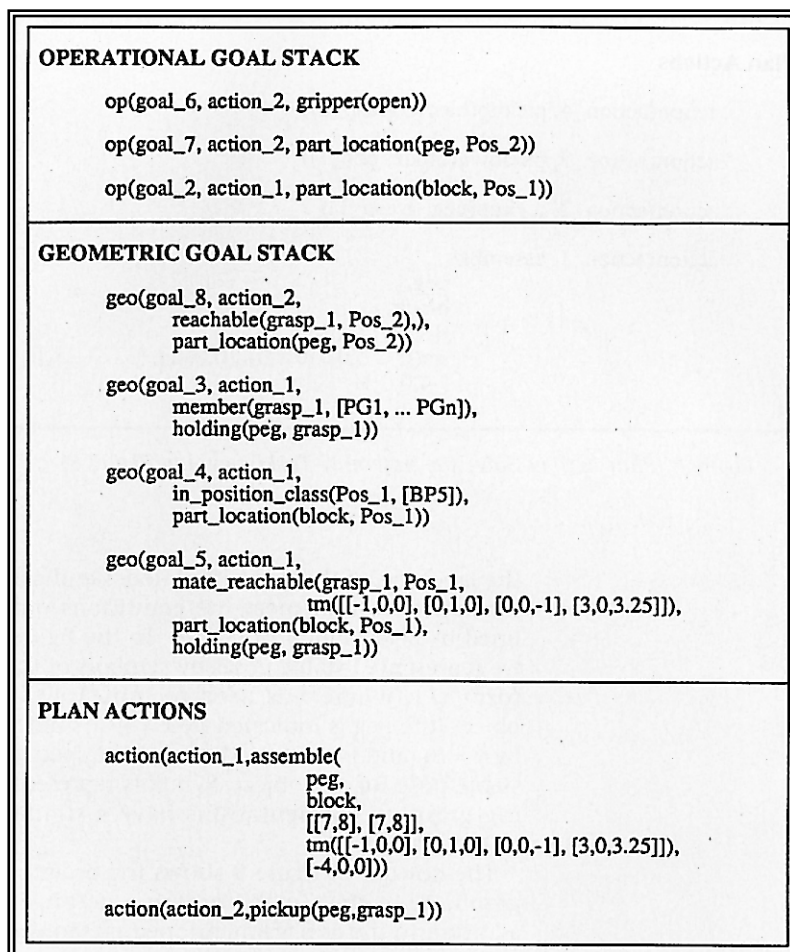 OPERATIONAL GOAL STACK
op(goal_6, action_2, gripper(open))
op(goal_7, action_2, part_location(peg, Pos_2))
op(goal_2, action_1, part_location(block, Pos_1))
GEOMETRIC GOAL STACK
geo(goal_8, action_2,
reachable(grasp_1, Pos_2),),
part_location(peg, Pos_2))
geo(goal_3, action_1,
member(grasp_1, [PG1, ... PGn]),
holding(peg, grasp_1))
geo(goal_4, action_1,
in_position_class(Pos_1, [BP5]),
part_location(block, Pos_1))
geo(goal_5, action_1,
mate_reachable(grasp_1, Pos_1,
tm([[-1,0,0], [0,1,0], [0,0,-1], [3,0,3.25]]),
part_location(block, Pos_1),
holding(peg, grasp_1))
PLAN ACTIONS
action(action_1,assemble(
peg,
block,
[[7,8], [7,8]],
tm([[-1,0,0], [0,1,0], [0,0,-1], [3,0,3.25]]),
[-4,0,0]))
action(action_2,pickup(peg,grasp_1))